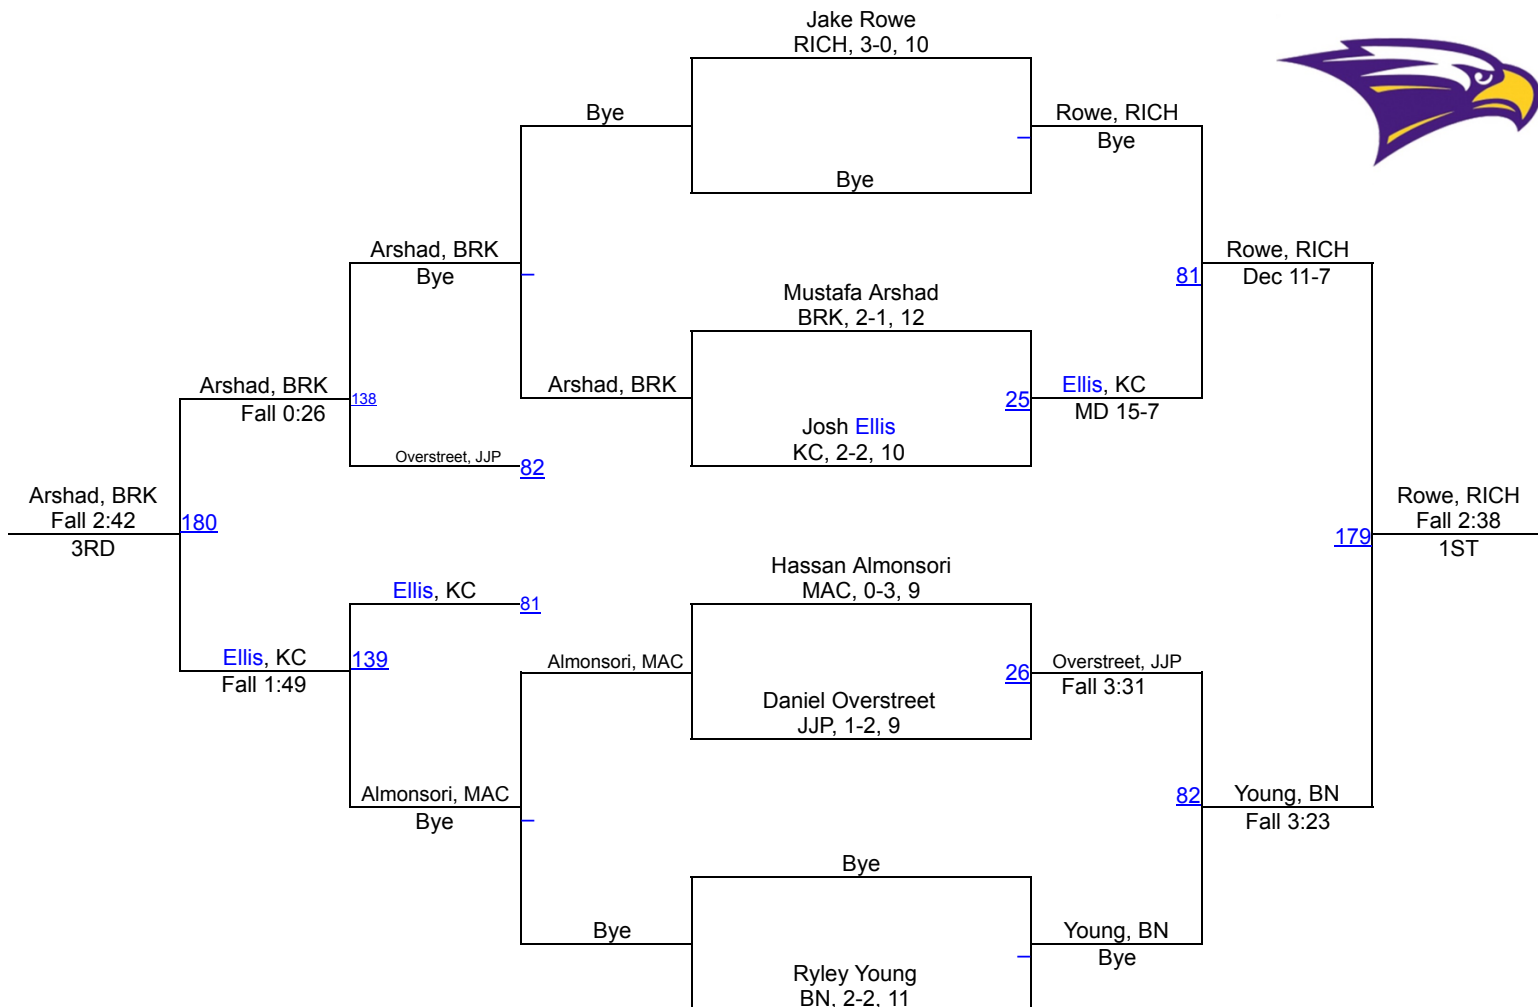 Jake Rowe
RICH, 3-0, 10
Bye
Rowe, RICH
Bye
Bye
Arshad, BRK
Bye
Rowe, RICH
81
Dec 11-7
Mustafa Arshad
BRK, 2-1, 12
Arshad, BRK
138
Fall 0:26
Arshad, BRK
25
Ellis, KC
MD 15-7
Josh Ellis
KC, 2-2, 10
Overstreet, JJP
82
Arshad, BRK
Fall 2:42
180
3RD
Rowe, RICH
Fall 2:38
179
1ST
Hassan Almonsori
MAC, 0-3, 9
Ellis, KC
81
Ellis, KC
139
Fall 1:49
Almonsori, MAC
26
Overstreet, JJP
Fall 3:31
Daniel Overstreet
JJP, 1-2, 9
Almonsori, MAC
Bye
82
Young, BN
Fall 3:23
Bye
Bye
Young, BN
Bye
Ryley Young
BN, 2-2, 11